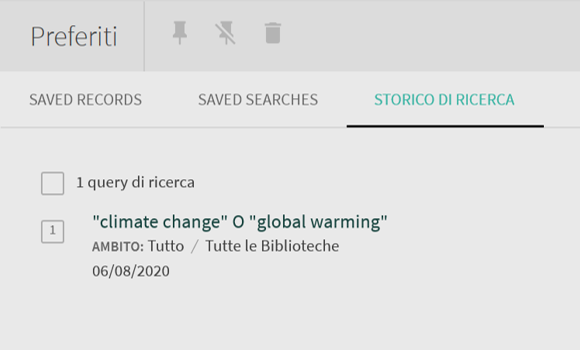 Preferiti
SAVED RECORDS SAVED SEARCHES STORICO DI RICERCA
1 query di ricerca
1 "climate change" O "global warming"
AMBITO: Tutto / Tutte le Biblioteche
06/08/2020